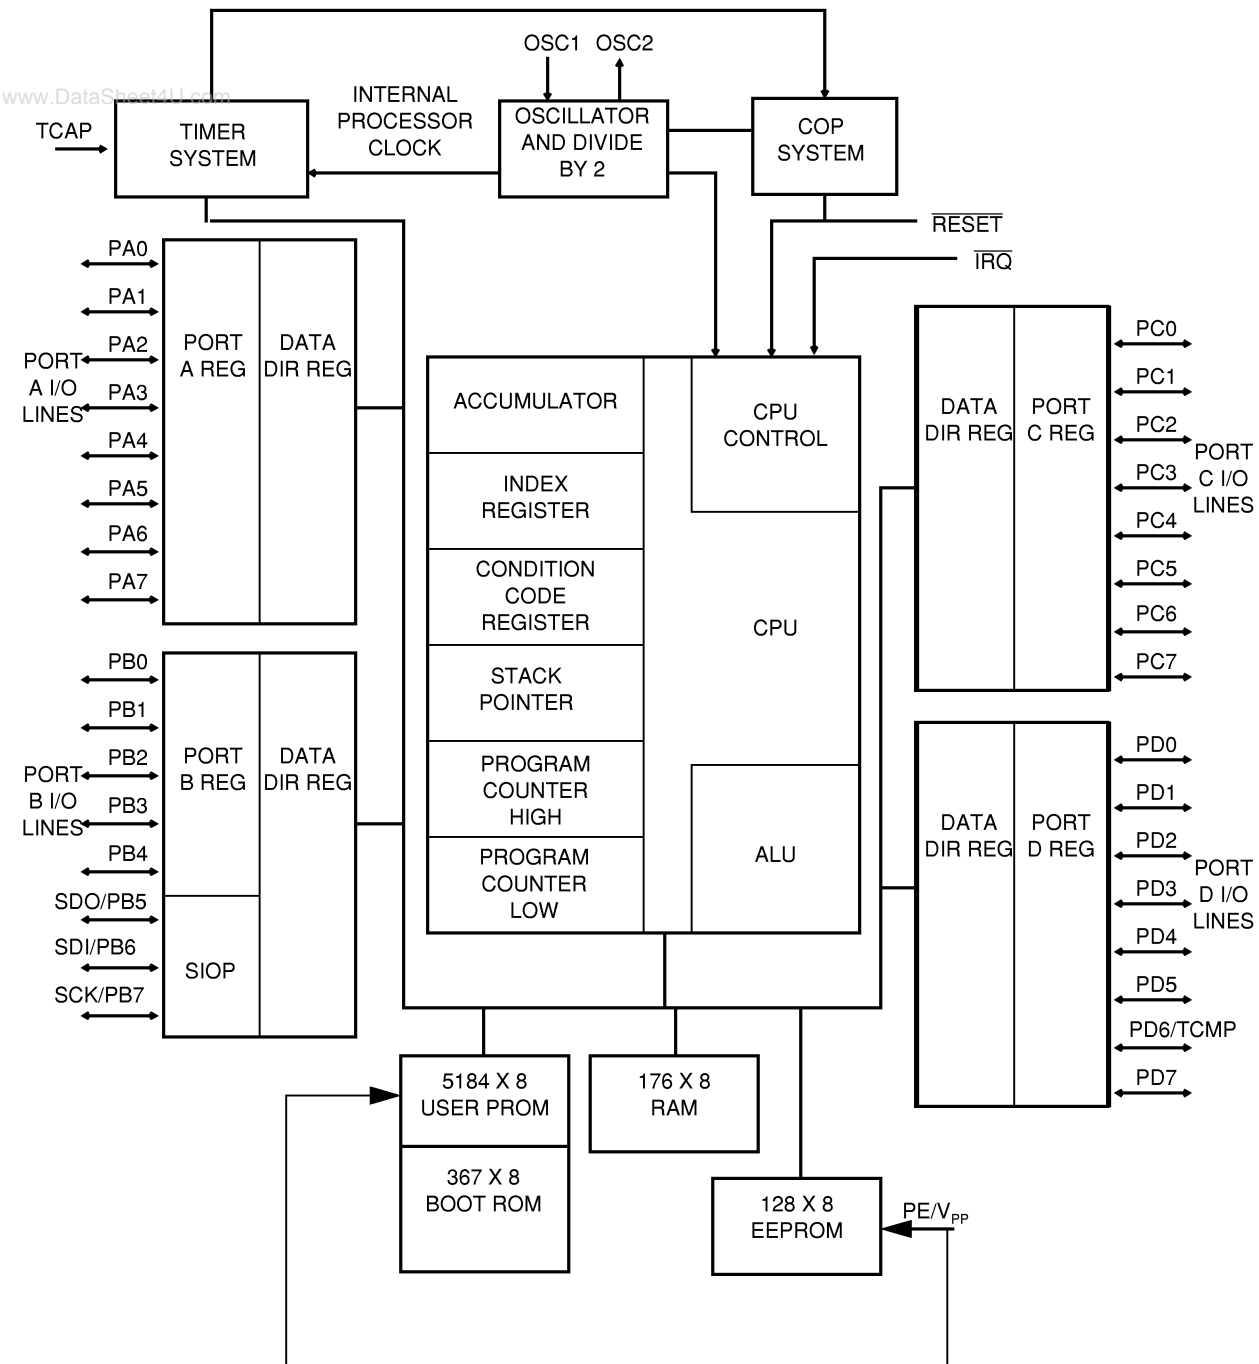 OSC1 OSC2
www.DataSheet4U.com
TCAP
TIMER
SYSTEM
INTERNAL
PROCESSOR
CLOCK
OSCILLATOR
AND DIVIDE
BY 2
COP
SYSTEM
RESET
IRQ
PA0
PA1
PA2
PA3
PA4
PA5
PA6
PA7
PORT
A I/O
LINES
PORT
A REG
DATA
DIR REG
PB0
PB1
PB2
PB3
PB4
SDO/PB5
SDI/PB6
SCK/PB7
PORT
B I/O
LINES
PORT
B REG
DATA
DIR REG
SIOP
ACCUMULATOR
INDEX
REGISTER
CONDITION
CODE
REGISTER
STACK
POINTER
PROGRAM
COUNTER
HIGH
PROGRAM
COUNTER
LOW
CPU
CONTROL
CPU
ALU
DATA
DIR REG
PORT
C REG
PC0
PC1
PC2
PC3
PC4
PC5
PC6
PC7
PORT
C I/O
LINES
DATA
DIR REG
PORT
D REG
PD0
PD1
PD2
PD3
PD4
PD5
PD6/TCMP
PD7
PORT
D I/O
LINES
5184 X 8
USER PROM
367 X 8
BOOT ROM
176 X 8
RAM
128 X 8
EEPROM
PE/VPP